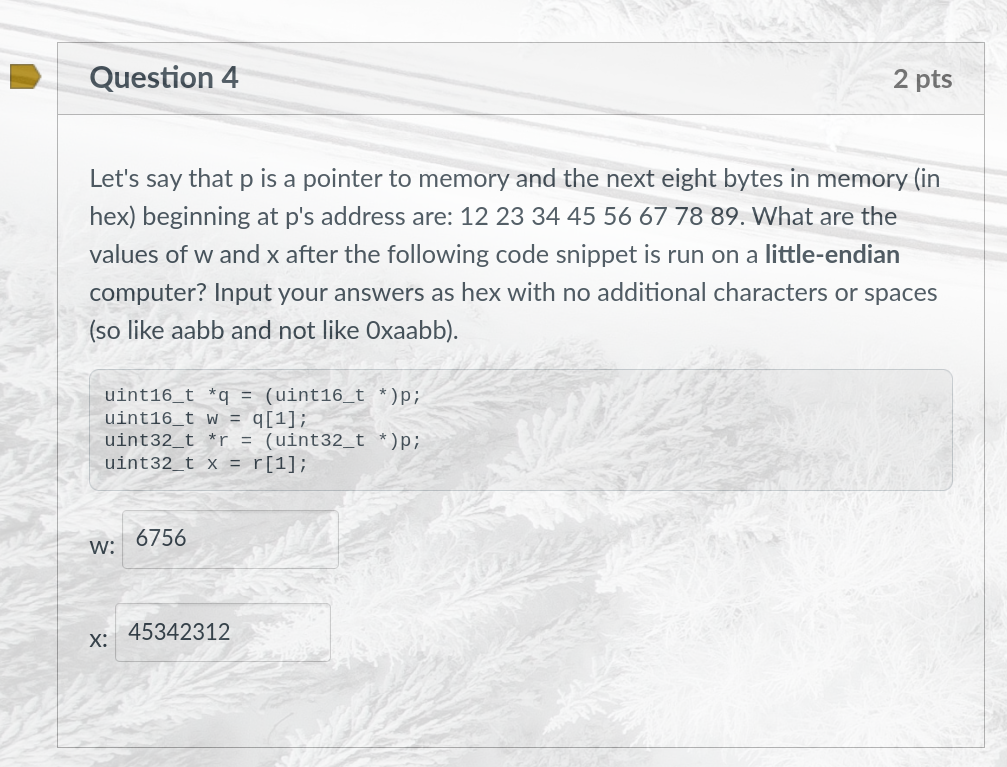 Question 4
2 pts
Let's say that p is a pointer to memory and the next eight bytes in memory (in
hex) beginning at p's address are: 12 23 34 45 56 67 78 89. What are the
values of w and x after the following code snippet is run on a little-endian
computer? Input your answers as hex with no additional characters or spaces
(so like aabb and not like 0xaabb).
uint16_t *q = (uint16_t *)p;
uint16_t w = q[1];
uint32_t *r = (uint32_t *)p;
uint32_t x = r[1];
w: 6756
x: 45342312